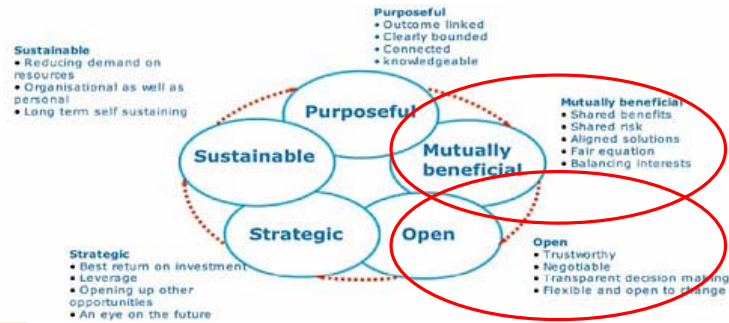 Purposeful
• Outcome linked
• Clearly bounded
• Connected
• knowledgeable
Sustainable
• Reducing demand on
resources
• Organisational as well as
personal
• Long term self sustaining
Purposeful
Mutually beneficial
• Shared benefits
• Shared risk
• Aligned solutions
• Fair equation
• Balancing interests
Sustainable
Mutually
beneficial
Strategic
Open
Strategic
• Best return on investment
• Leverage
• Opening up other
opportunities
• An eye on the future
Open
• Trustworthy
• Negotiable
• Transparent decision making
• Flexible and open to change